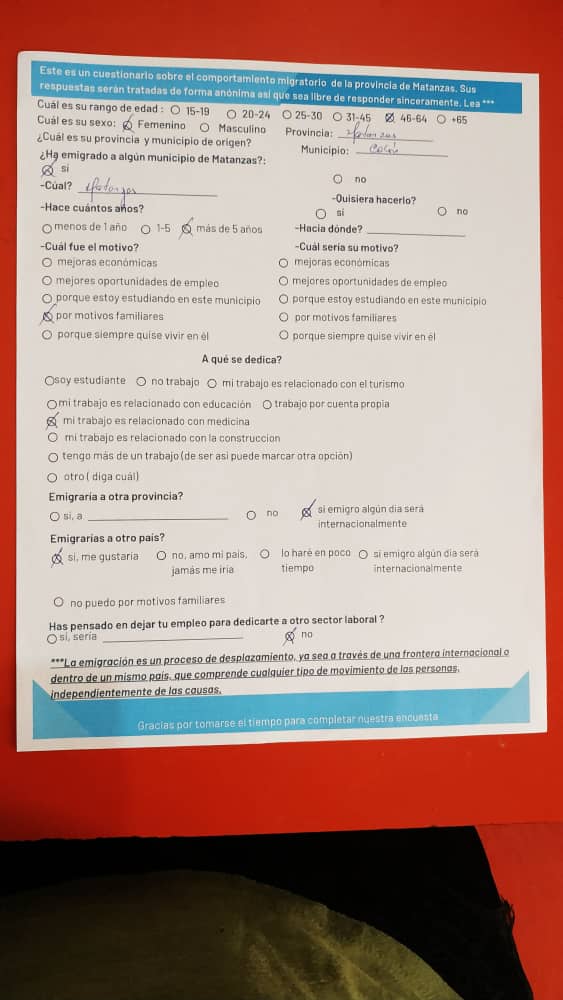 Este es un cuestionario sobre el comportamiento migratorio de la provincia de Matanzas. Sus
respuestas serán tratadas de forma anónima así que sea libre de responder sinceramente. Lea ***
Cuál es su rango de edad : 15-19 20-24 25-30 31-45 46-64 +65
Cuál es su sexo: Femenino Masculino
¿Cuál es su provincia y municipio de origen? Provincia: Matanzas
Municipio: Colón
¿Ha emigrado a algún municipio de Matanzas?:
si no
-Cúal? Matanzas
-Quisiera hacerlo?
si no
-Hace cuántos años?
menos de 1 año 1-5 más de 5 años
-Hacia dónde?
-Cuál fue el motivo? -Cuál sería su motivo?
mejoras económicas mejoras económicas
mejores oportunidades de empleo mejores oportunidades de empleo
porque estoy estudiando en este municipio porque estoy estudiando en este municipio
por motivos familiares por motivos familiares
porque siempre quise vivir en él porque siempre quise vivir en él
A qué se dedica?
soy estudiante no trabajo mi trabajo es relacionado con el turismo
mi trabajo es relacionado con educación trabajo por cuenta propia
mi trabajo es relacionado con medicina
mi trabajo es relacionado con la construccion
tengo más de un trabajo (de ser así puede marcar otra opción)
otro ( diga cuál)
Emigraría a otra provincia?
si, a no si emigro algún día será
internacionalmente
Emigrarías a otro país?
si, me gustaría no, amo mi país, lo haré en poco si emigro algún día será
jamás me iría tiempo internacionalmente
no puedo por motivos familiares
Has pensado en dejar tu empleo para dedicarte a otro sector laboral ?
si, sería no
***La emigración es un proceso de desplazamiento, ya sea a través de una frontera internacional o
dentro de un mismo país, que comprende cualquier tipo de movimiento de las personas,
independientemente de las causas.
Gracias por tomarse el tiempo para completar nuestra encuesta